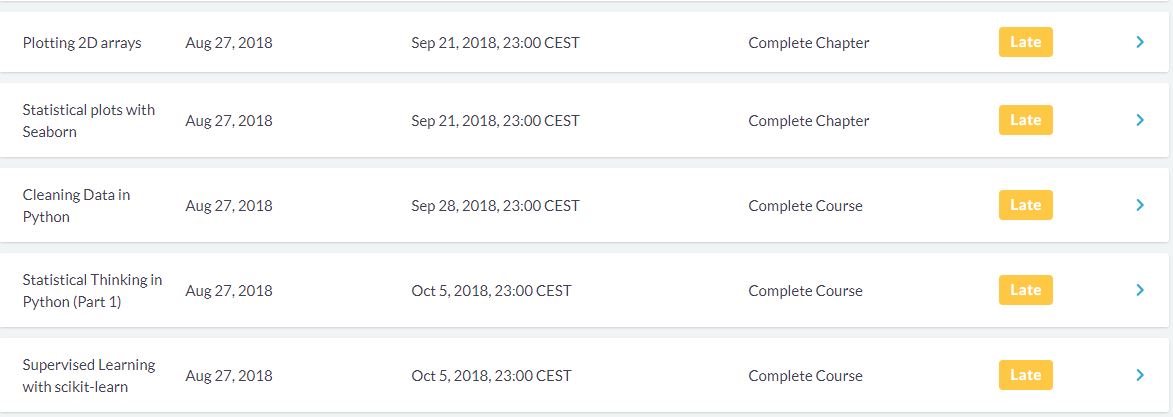 Plotting 2D arrays Aug 27, 2018 Sep 21, 2018, 23:00 CEST Complete Chapter Late
Statistical plots with
Seaborn Aug 27, 2018 Sep 21, 2018, 23:00 CEST Complete Chapter Late
Cleaning Data in
Python Aug 27, 2018 Sep 28, 2018, 23:00 CEST Complete Course Late
Statistical Thinking in
Python (Part 1) Aug 27, 2018 Oct 5, 2018, 23:00 CEST Complete Course Late
Supervised Learning
with scikit-learn Aug 27, 2018 Oct 5, 2018, 23:00 CEST Complete Course Late